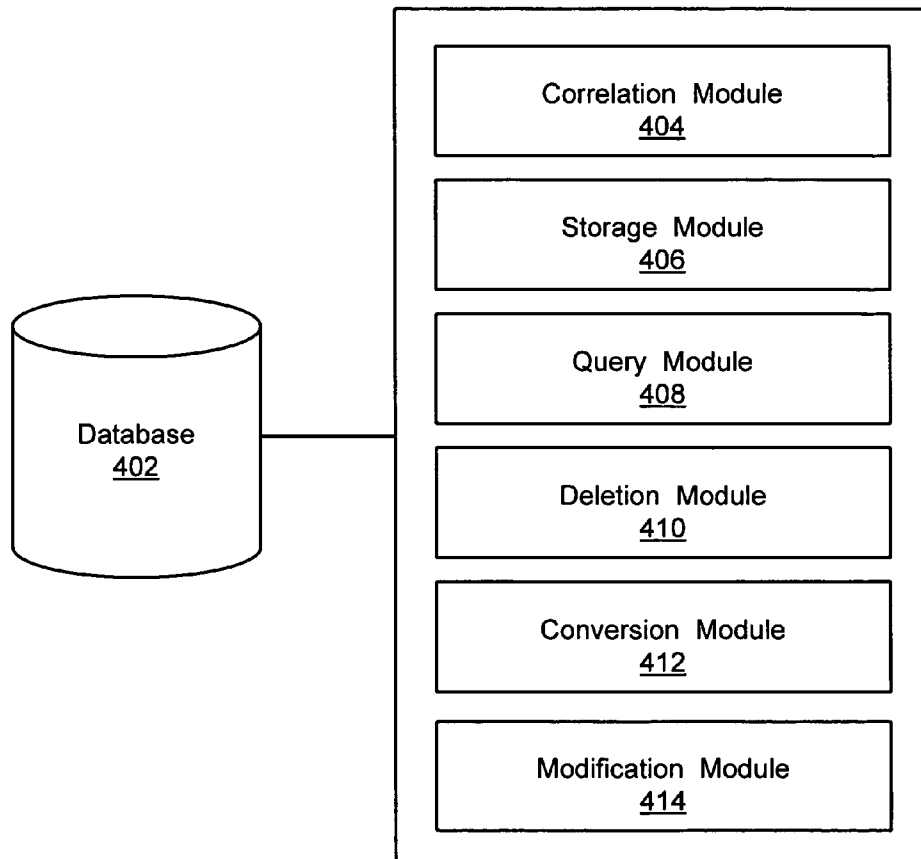 Correlation Module
404
Storage Module
406
Query Module
408
Database
402
Deletion Module
410
Conversion Module
412
Modification Module
414